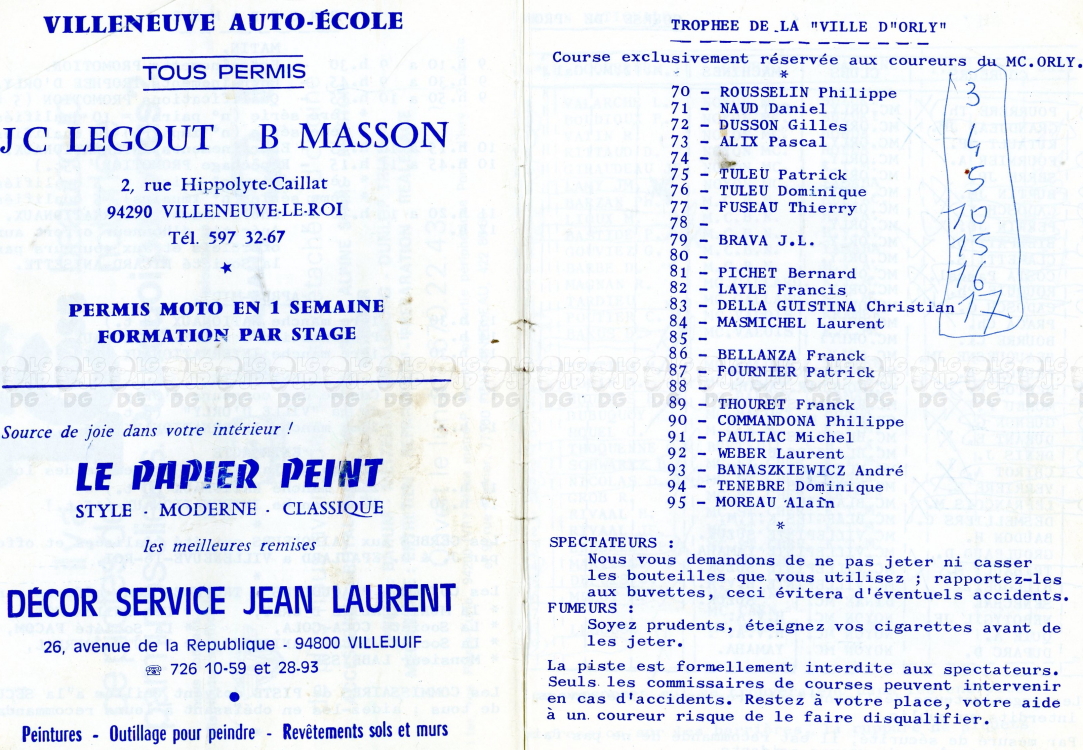 VILLENEUVE AUTO-ÉCOLE
TOUS PERMIS
J C LEGOUT B MASSON
2, rue Hippolyte-Caillat
94290 VILLENEUVE-LE-ROI
Tél. 597 32-67
PERMIS MOTO EN 1 SEMAINE
FORMATION PAR STAGE
Source de joie dans votre intérieur !
LE PAPIER PEINT
STYLE - MODERNE - CLASSIQUE
les meilleures remises
DÉCOR SERVICE JEAN LAURENT
26, avenue de la République - 94800 VILLEJUIF
☏ 726 10-59 et 28-93
Peintures - Outillage pour peindre - Revêtements sols et murs
TROPHEE DE LA "VILLE D"ORLY"
Course exclusivement réservée aux coureurs du MC.ORLY.
*
70 - ROUSSELIN Philippe
71 - NAUD Daniel
72 - DUSSON Gilles
73 - ALIX Pascal
74 -
75 - TULEU Patrick
76 - TULEU Dominique
77 - FUSEAU Thierry
78 -
79 - BRAVA J.L.
80 -
81 - PICHET Bernard
82 - LAYLE Francis
83 - DELLA GUISTINA Christian
84 - MASMICHEL Laurent
85 -
86 - BELLANZA Franck
87 - FOURNIER Patrick
88 -
89 - THOURET Franck
90 - COMMANDONA Philippe
91 - PAULIAC Michel
92 - WEBER Laurent
93 - BANASZKIEWICZ André
94 - TENEBRE Dominique
95 - MOREAU Alain
3
4
5
10
15
16
17
*
SPECTATEURS :
Nous vous demandons de ne pas jeter ni casser
les bouteilles que vous utilisez ; rapportez-les
aux buvettes, ceci évitera d'éventuels accidents.
FUMEURS :
Soyez prudents, éteignez vos cigarettes avant de
les jeter.
La piste est formellement interdite aux spectateurs.
Seuls les commissaires de courses peuvent intervenir
en cas d'accidents. Restez à votre place, votre aide
à un coureur risque de le faire disqualifier.